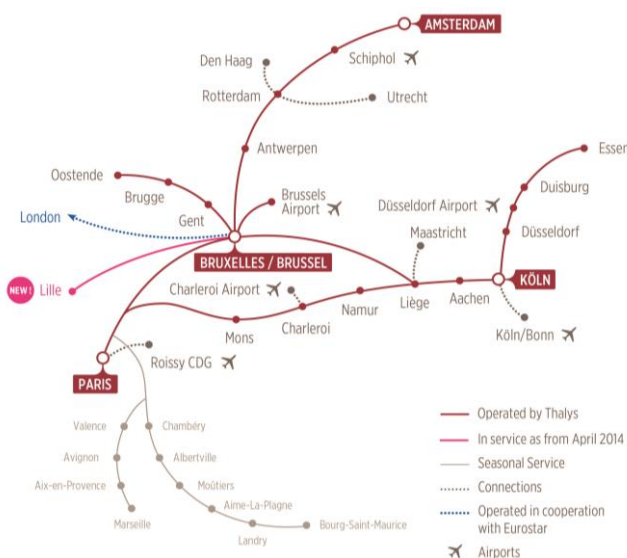 AMSTERDAM
Schiphol
Den Haag
Rotterdam
Utrecht
Antwerpen
Essen
Oostende
Brugge
Gent
Brussels
Airport
Düsseldorf Airport
Duisburg
London
Düsseldorf
Maastricht
BRUXELLES / BRUSSEL
NEW!
Lille
Charleroi Airport
KÖLN
Liège
Aachen
Namur
Charleroi
Mons
Köln/Bonn
Roissy CDG
PARIS
Valence
Chambéry
Avignon
Albertville
Aix-en-Provence
Moûtiers
Marseille
Aime-La-Plagne
Landry
Bourg-Saint-Maurice
Operated by Thalys
In service as from April 2014
Seasonal Service
Connections
Operated in cooperation
with Eurostar
Airports